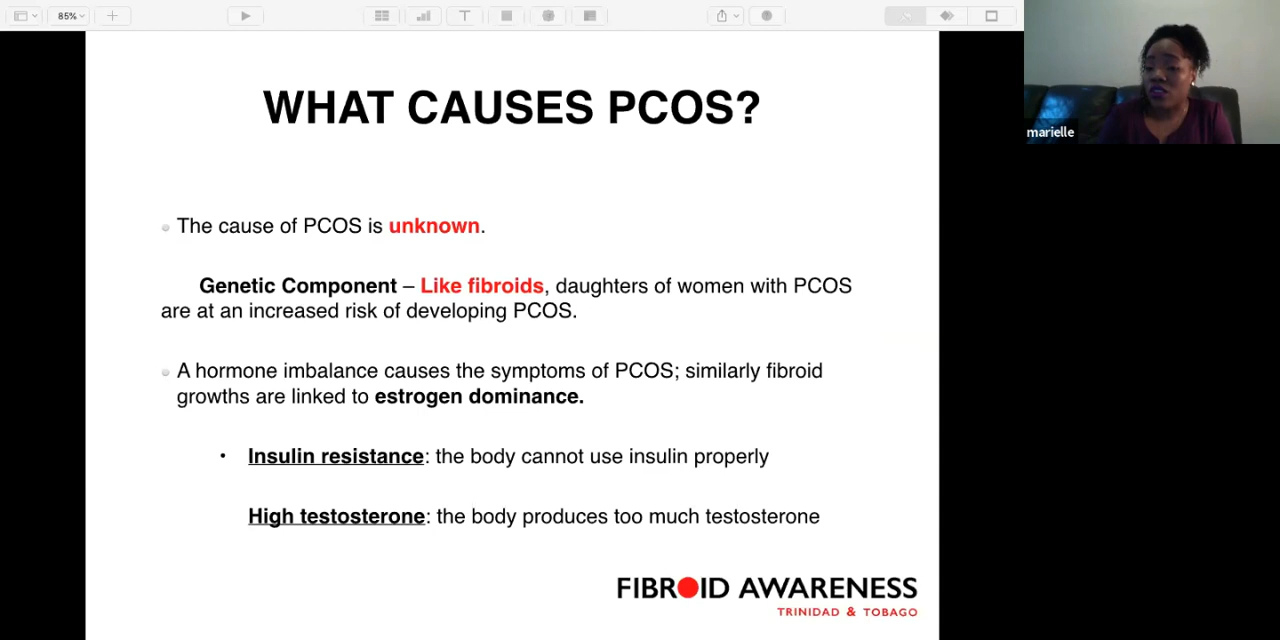 85%
marielle
WHAT CAUSES PCOS?
The cause of PCOS is unknown.
Genetic Component – Like fibroids, daughters of women with PCOS
are at an increased risk of developing PCOS.
A hormone imbalance causes the symptoms of PCOS; similarly fibroid
growths are linked to estrogen dominance.
• Insulin resistance: the body cannot use insulin properly
High testosterone: the body produces too much testosterone
FIBROID AWARENESS
TRINIDAD & TOBAGO